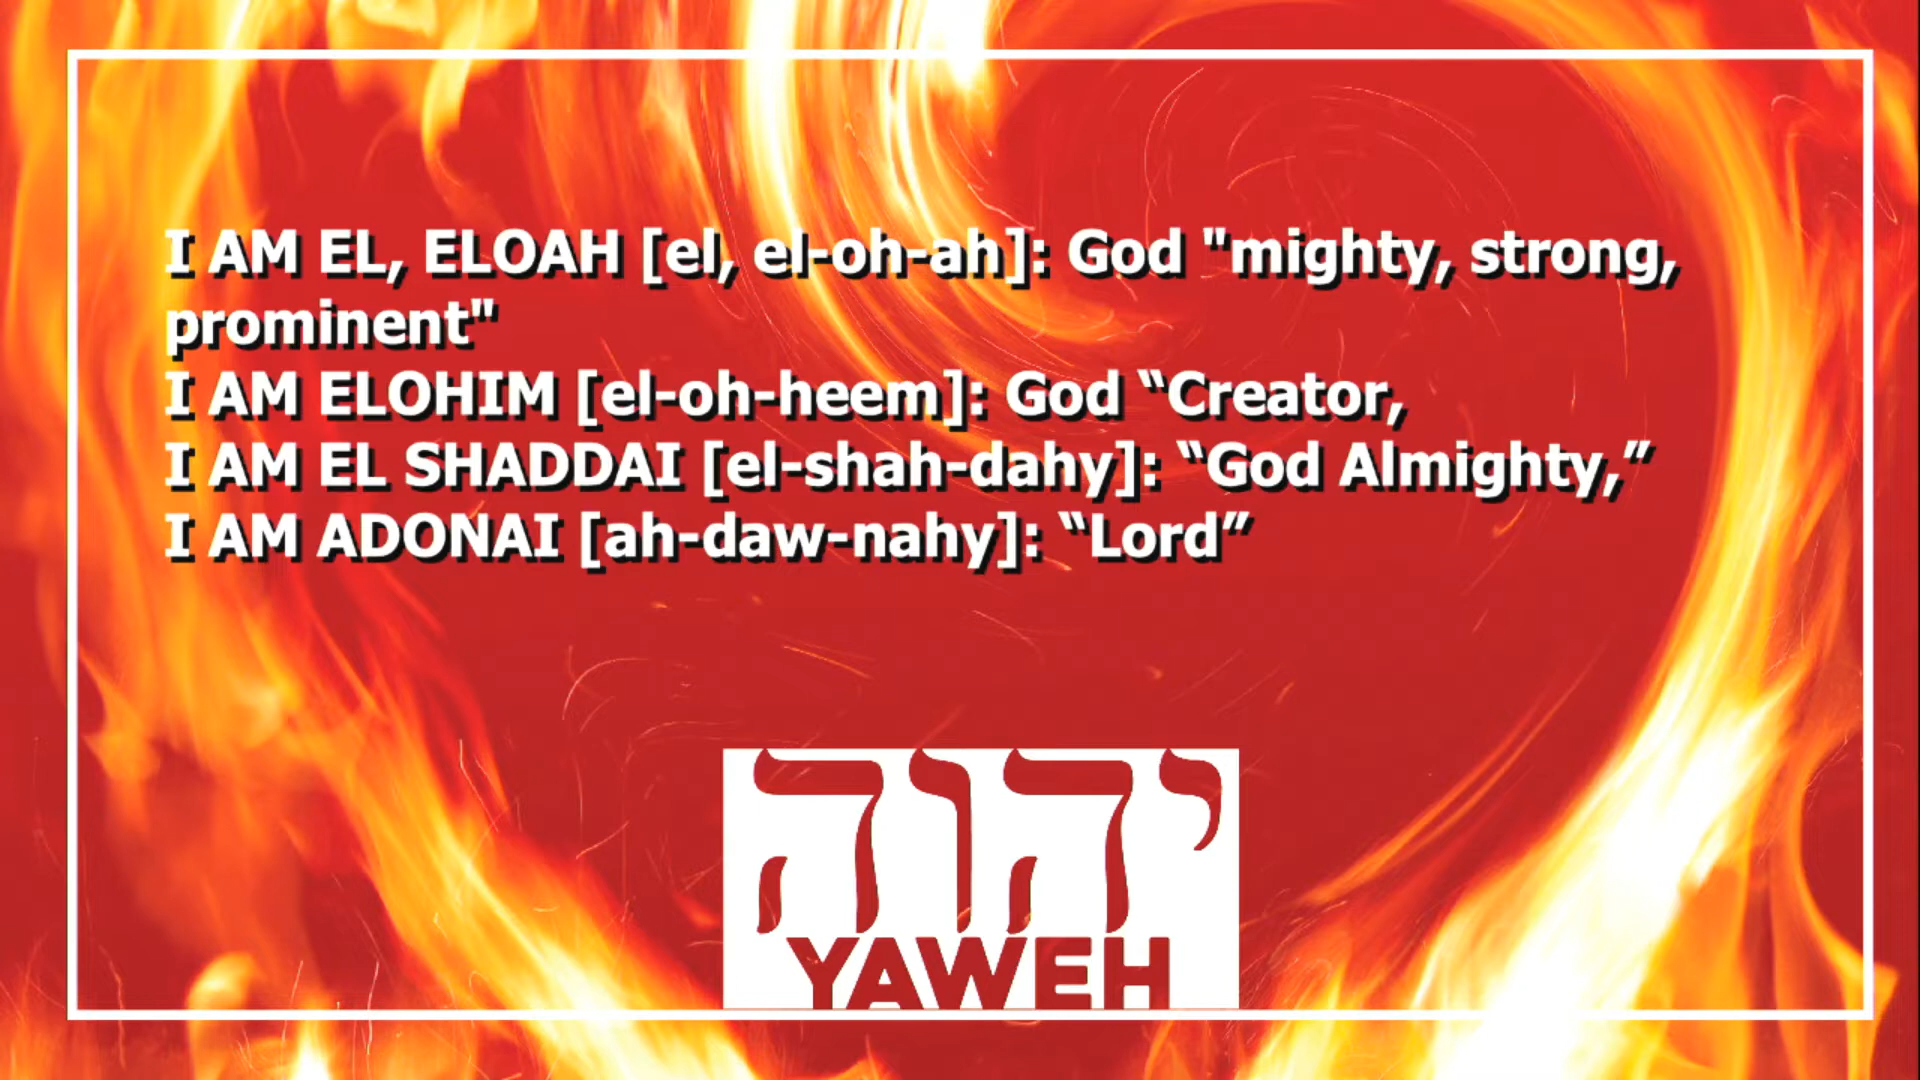 I AM EL, ELOAH [el, el-oh-ah]: God "mighty, strong,
prominent"
I AM ELOHIM [el-oh-heem]: God “Creator,
I AM EL SHADDAI [el-shah-dahy]: “God Almighty,”
I AM ADONAI [ah-daw-nahy]: “Lord”
יהוה
YAWEH